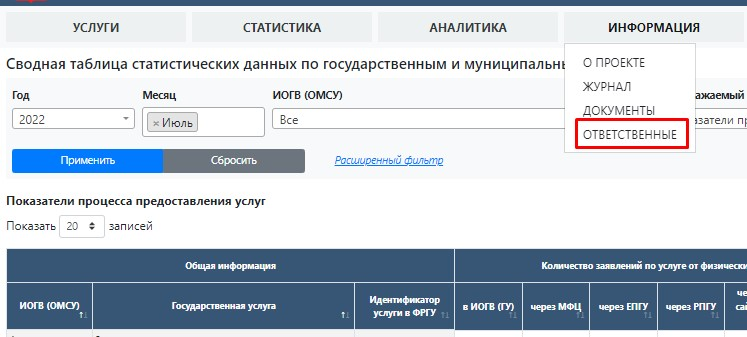 УСЛУГИ СТАТИСТИКА АНАЛИТИКА ИНФОРМАЦИЯ
О ПРОЕКТЕ
ЖУРНАЛ
ДОКУМЕНТЫ
ОТВЕТСТВЕННЫЕ
Сводная таблица статистических данных по государственным и муниципальны
Год Месяц ИОГВ (ОМСУ) ажаемый
2022 × Июль Все затели пр
Применить Сбросить Расширенный фильтр
Показатели процесса предоставления услуг
Показать 20 записей
Общая информация Количество заявлений по услуге от физически
ИОГВ (ОМСУ) Государственная услуга Идентификатор услуги в ФРГУ в ИОГВ (ГУ) через МФЦ через ЕПГУ через РПГУ че
сай